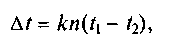 Δt = kn(t₁ − t₂),